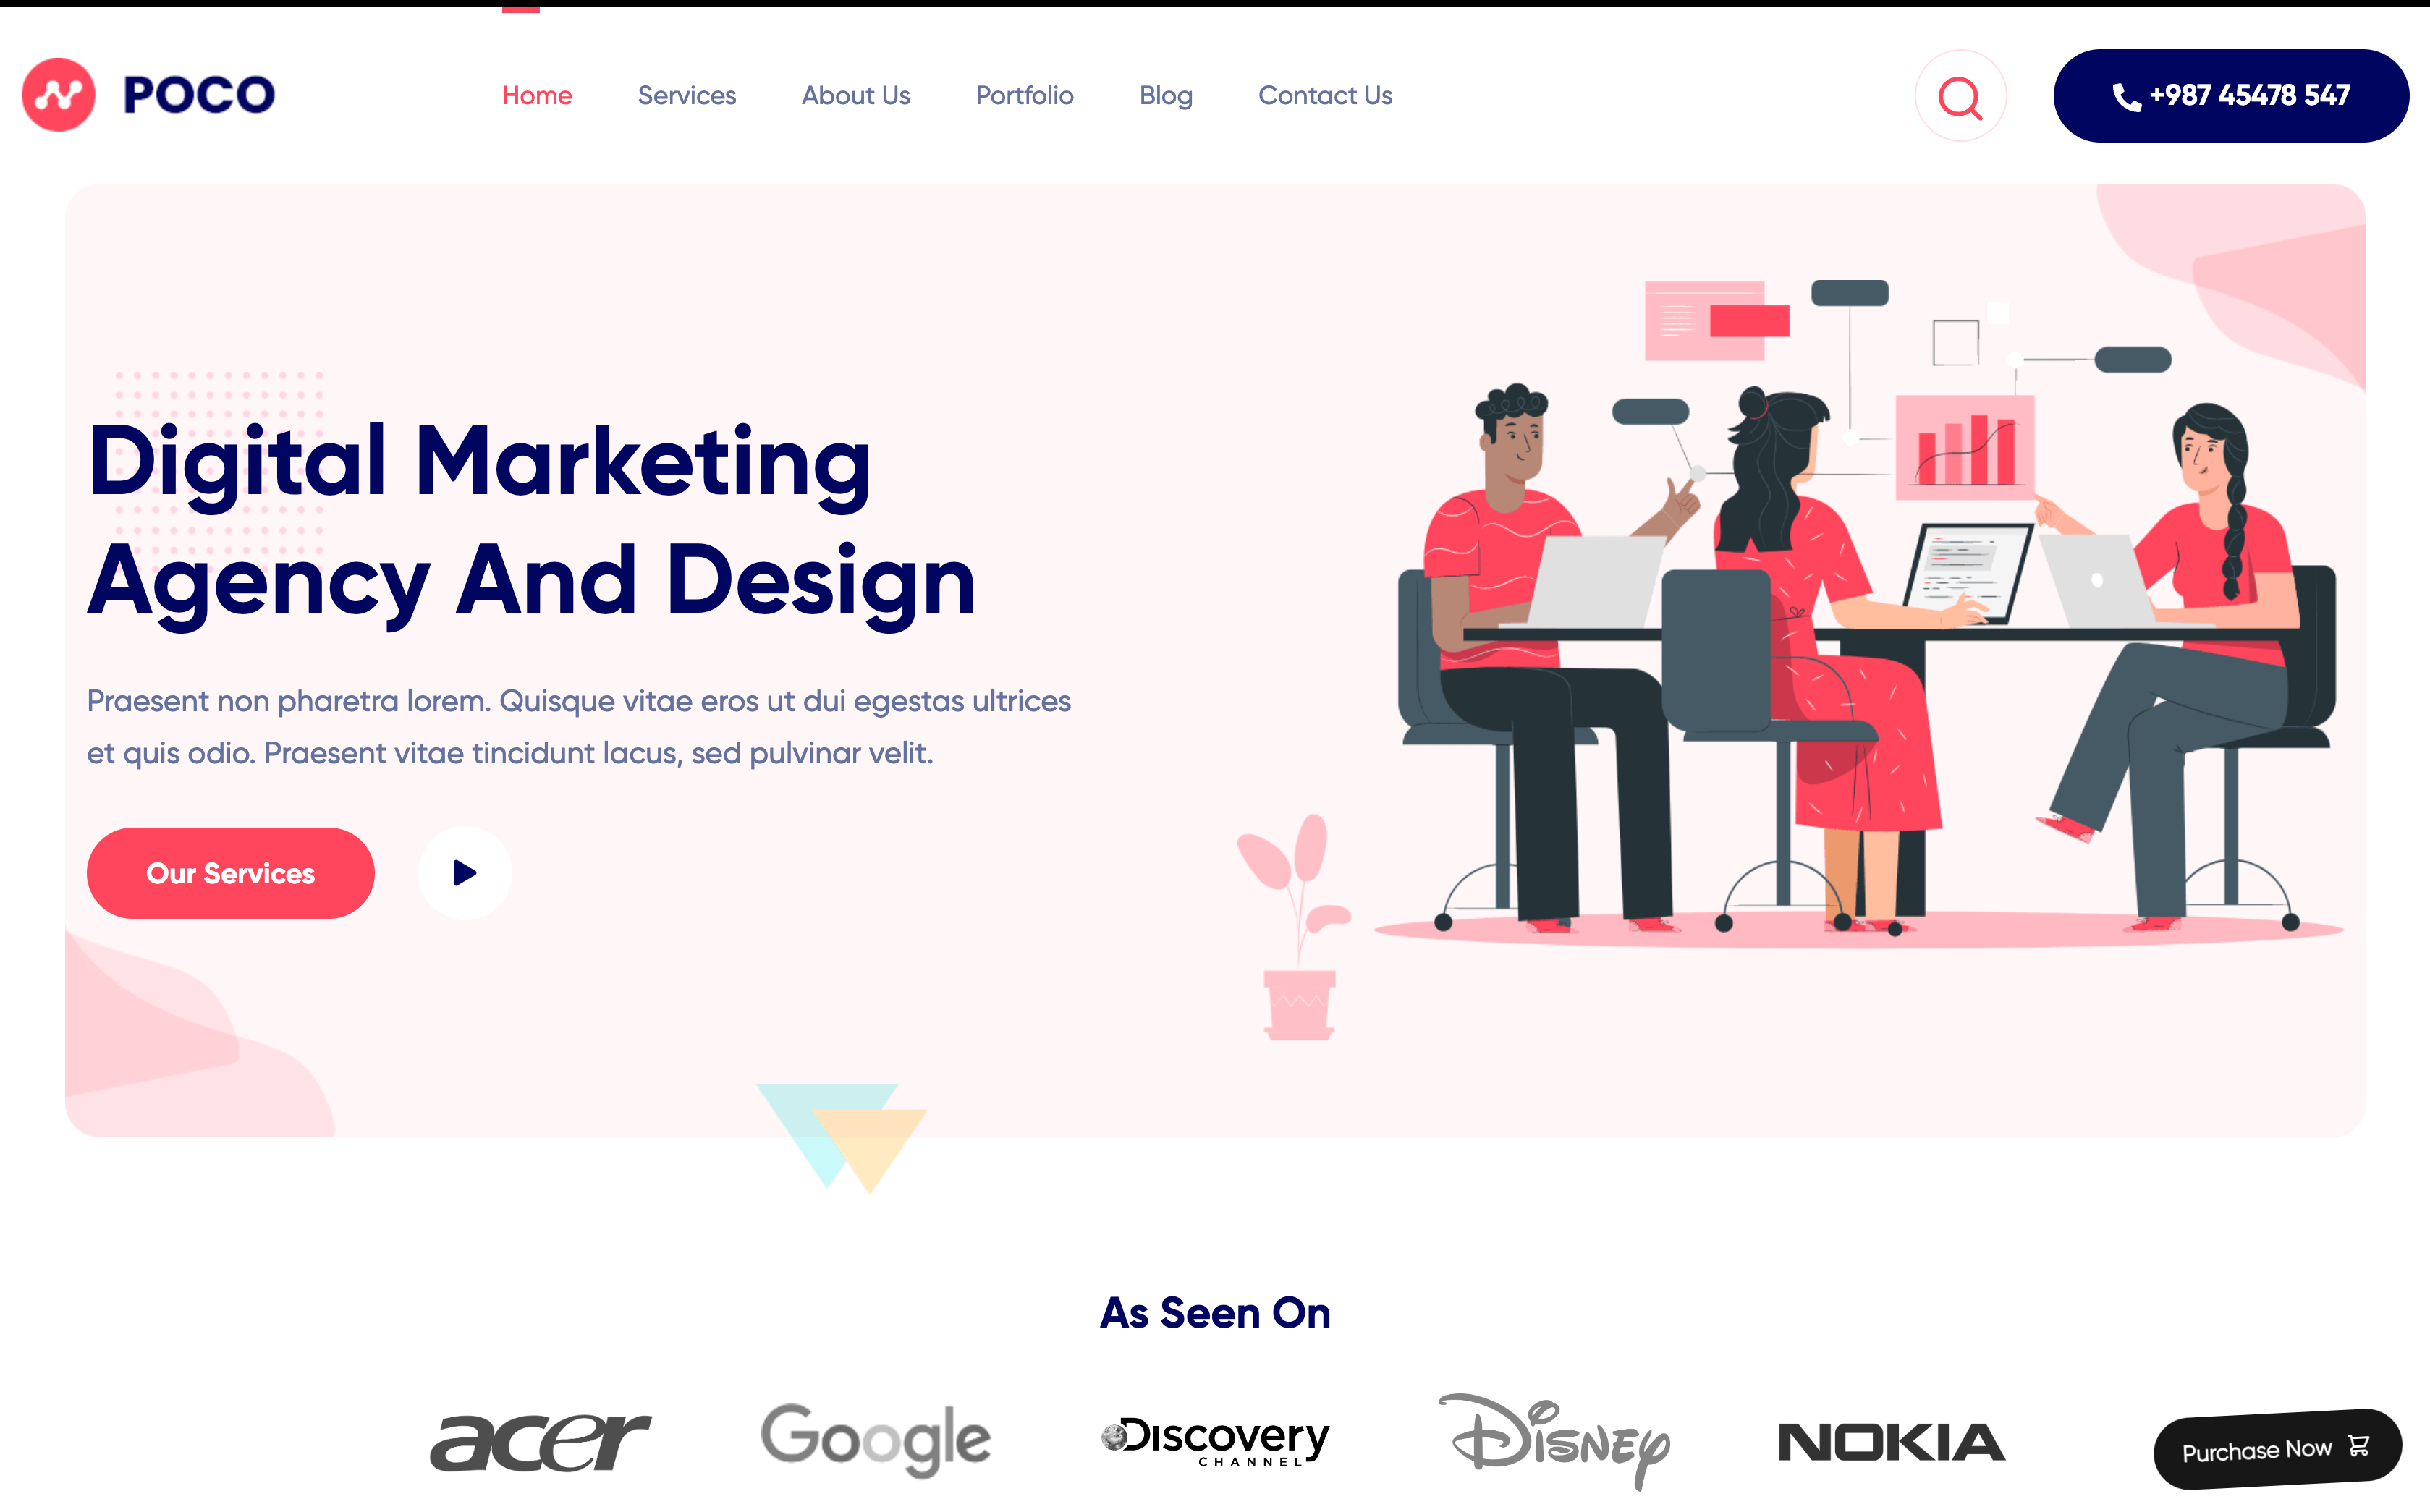 POCO
Home
Services
About Us
Portfolio
Blog
Contact Us
+987 45478 547
Digital Marketing
Agency And Design
Praesent non pharetra lorem. Quisque vitae eros ut dui egestas ultrices
et quis odio. Praesent vitae tincidunt lacus, sed pulvinar velit.
Our Services
As Seen On
acer
Google
Discovery
CHANNEL
Disney
NOKIA
Purchase Now